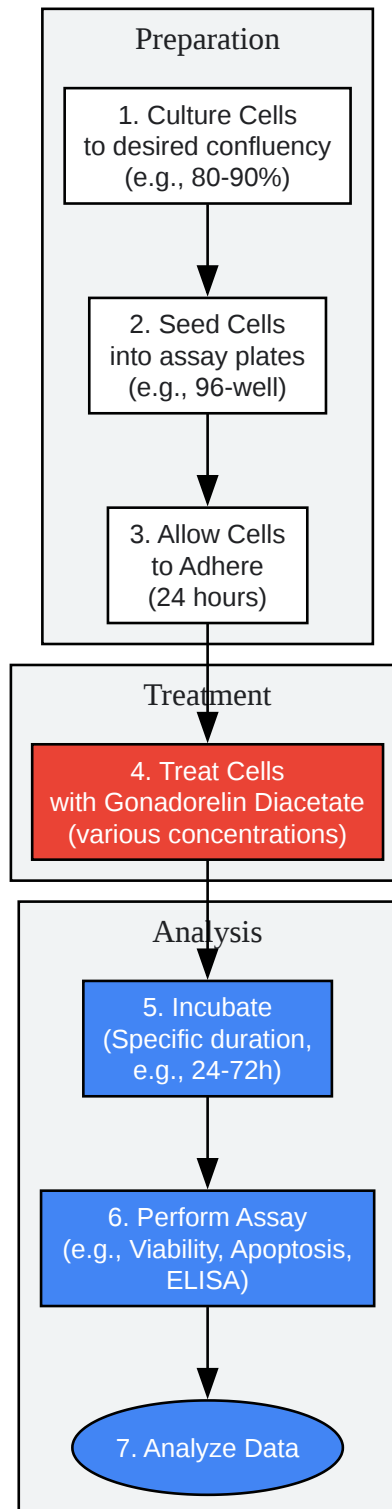 Preparation
1. Culture Cells
to desired confluency
(e.g., 80-90%)
2. Seed Cells
into assay plates
(e.g., 96-well)
3. Allow Cells
to Adhere
(24 hours)
Treatment
4. Treat Cells
with Gonadorelin Diacetate
(various concentrations)
Analysis
5. Incubate
(Specific duration,
e.g., 24-72h)
6. Perform Assay
(e.g., Viability, Apoptosis,
ELISA)
7. Analyze Data